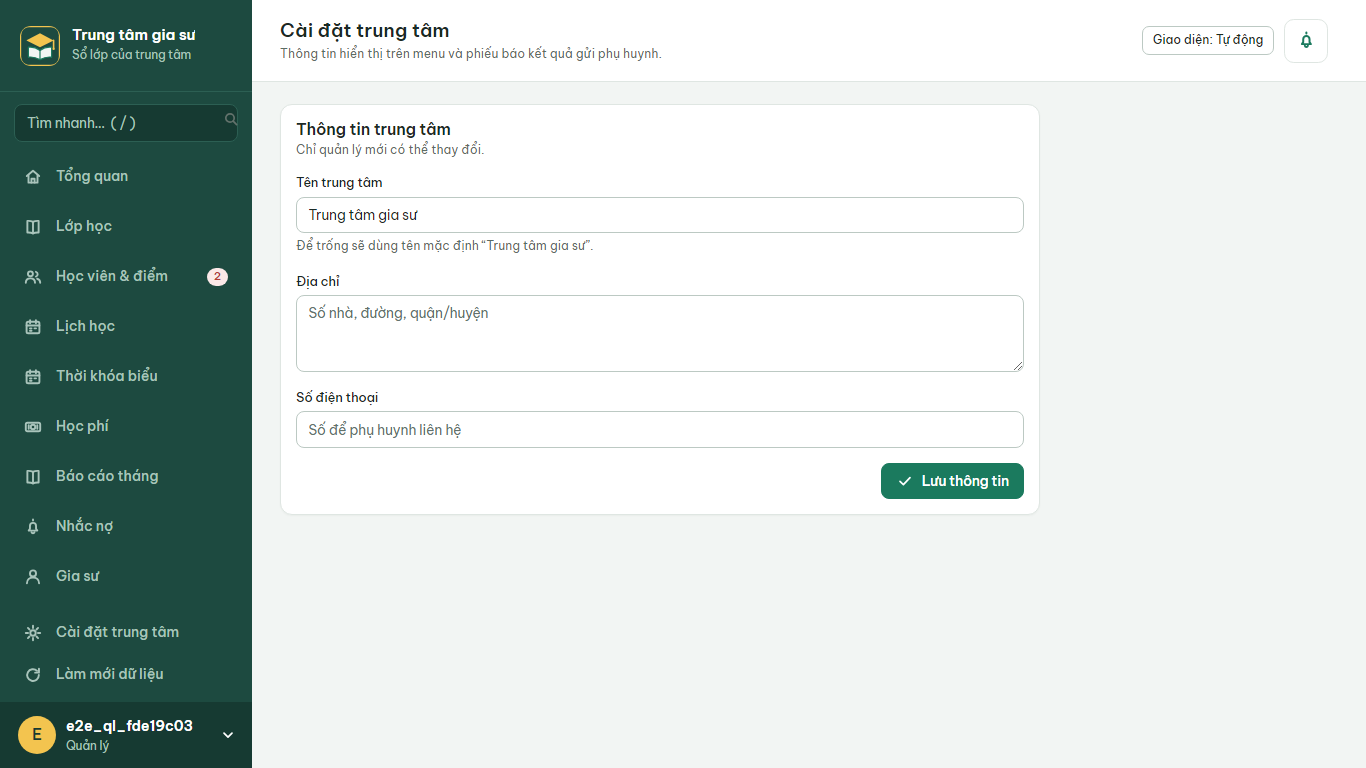 Trung tâm gia sư
Sổ lớp của trung tâm
Tìm nhanh... ( / )
Tổng quan
Lớp học
Học viên & điểm
2
Lịch học
Thời khóa biểu
Học phí
Báo cáo tháng
Nhắc nợ
Gia sư
Cài đặt trung tâm
Làm mới dữ liệu
E
e2e_ql_fde19c03
Quản lý
Cài đặt trung tâm
Thông tin hiển thị trên menu và phiếu báo kết quả gửi phụ huynh.
Giao diện: Tự động
Thông tin trung tâm
Chỉ quản lý mới có thể thay đổi.
Tên trung tâm
Trung tâm gia sư
Để trống sẽ dùng tên mặc định “Trung tâm gia sư”.
Địa chỉ
Số nhà, đường, quận/huyện
Số điện thoại
Số để phụ huynh liên hệ
Lưu thông tin